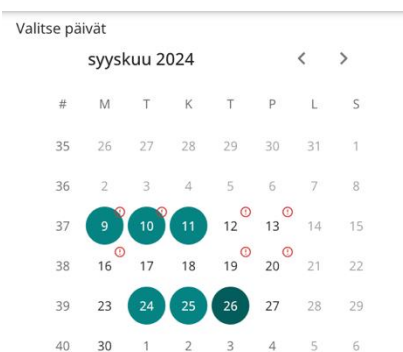 Valitse päivät
syyskuu 2024 < >
# M T K T P L S
35 26 27 28 29 30 31 1
36 2 3 4 5 6 7 8
37 9 10 11 12 13 14 15
38 16 17 18 19 20 21 22
39 23 24 25 26 27 28 29
40 30 1 2 3 4 5 6